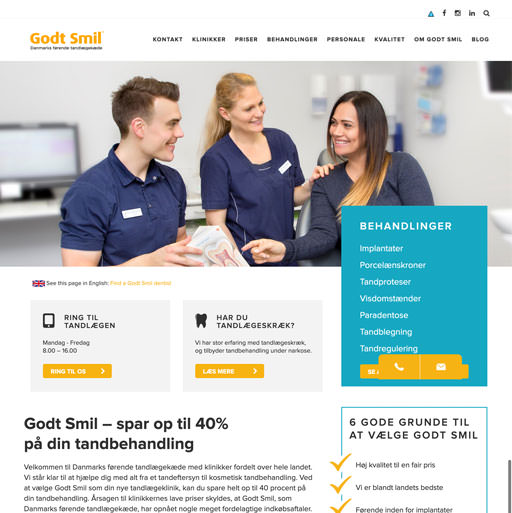 Godt Smil
Danmarks førende tandlægekæde
KONTAKT KLINIKKER PRISER BEHANDLINGER PERSONALE KVALITET OM GODT SMIL BLOG
BEHANDLINGER
Implantater
Porcelænskroner
Tandproteser
Visdomstænder
Paradentose
Tandblegning
Tandregulering
SE A
See this page in English: Find a Godt Smil dentist!
RING TIL
TANDLÆGEN
Mandag - Fredag
8.00 – 16.00
RING TIL OS
HAR DU
TANDLÆGESKRÆK?
Vi har stor erfaring med tandlægeskræk,
og tilbyder tandbehandling under narkose.
LÆS MERE
Godt Smil – spar op til 40%
på din tandbehandling
Velkommen til Danmarks førende tandlægekæde med klinikker fordelt over hele landet.
Vi står klar til at hjælpe dig med alt fra et tandeftersyn til kosmetisk tandbehandling. Ved
at vælge Godt Smil som din nye tandlægeklinik, kan du spare helt op til 40 procent på
din tandbehandling. Årsagen til klinikkernes lave priser skyldes, at Godt Smil, som
Danmarks førende tandlægekæde, har opnået nogle meget fordelagtige indkøbsaftaler.
6 GODE GRUNDE TIL
AT VÆLGE GODT SMIL
Høj kvalitet til en fair pris
Vi er blandt landets bedste
Førende inden for implantater